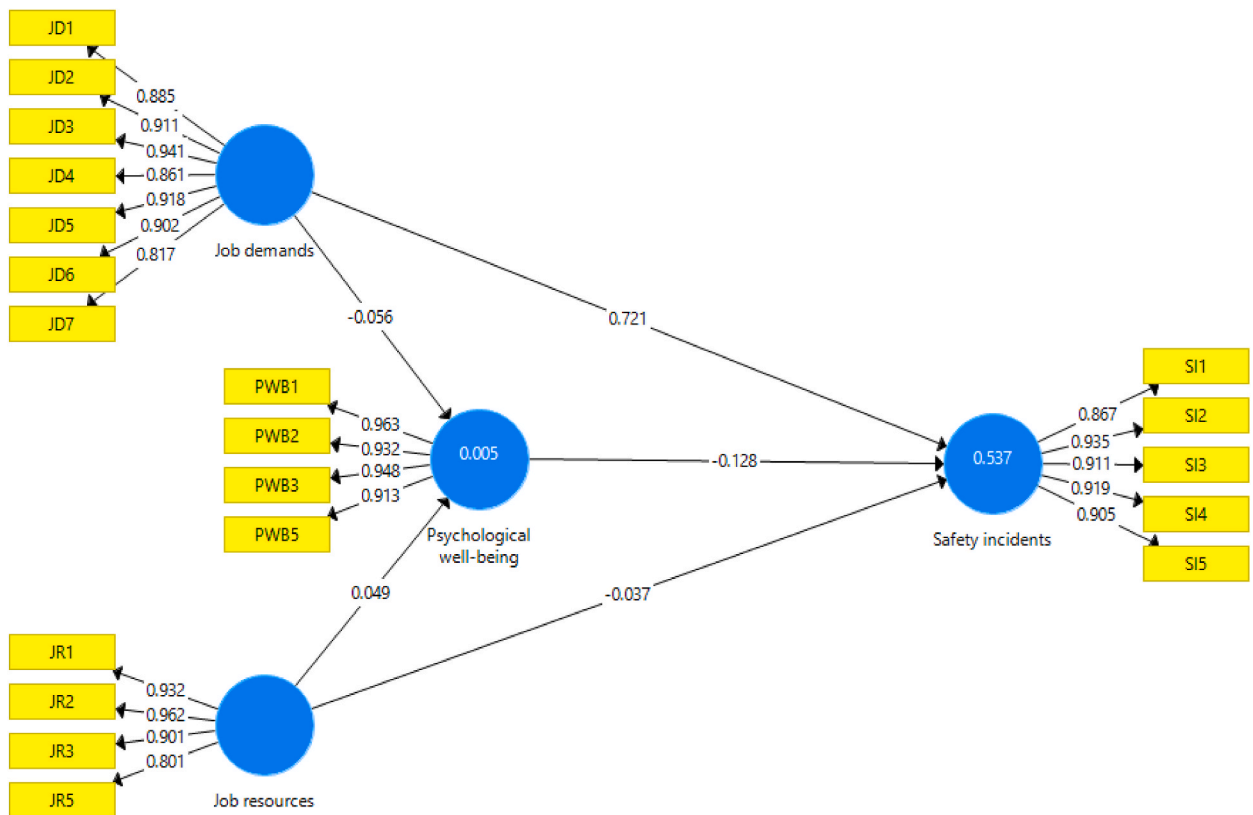 JD1
JD2
JD3
JD4
JD5
JD6
JD7
0.885
0.911
0.941
0.861
0.918
0.902
0.817
Job demands
-0.056
0.721
PWB1
PWB2
PWB3
PWB5
0.963
0.932
0.948
0.913
0.005
Psychological
well-being
-0.128
0.049
-0.037
0.537
Safety incidents
0.867
0.935
0.911
0.919
0.905
SI1
SI2
SI3
SI4
SI5
JR1
JR2
JR3
JR5
0.932
0.962
0.901
0.801
Job resources